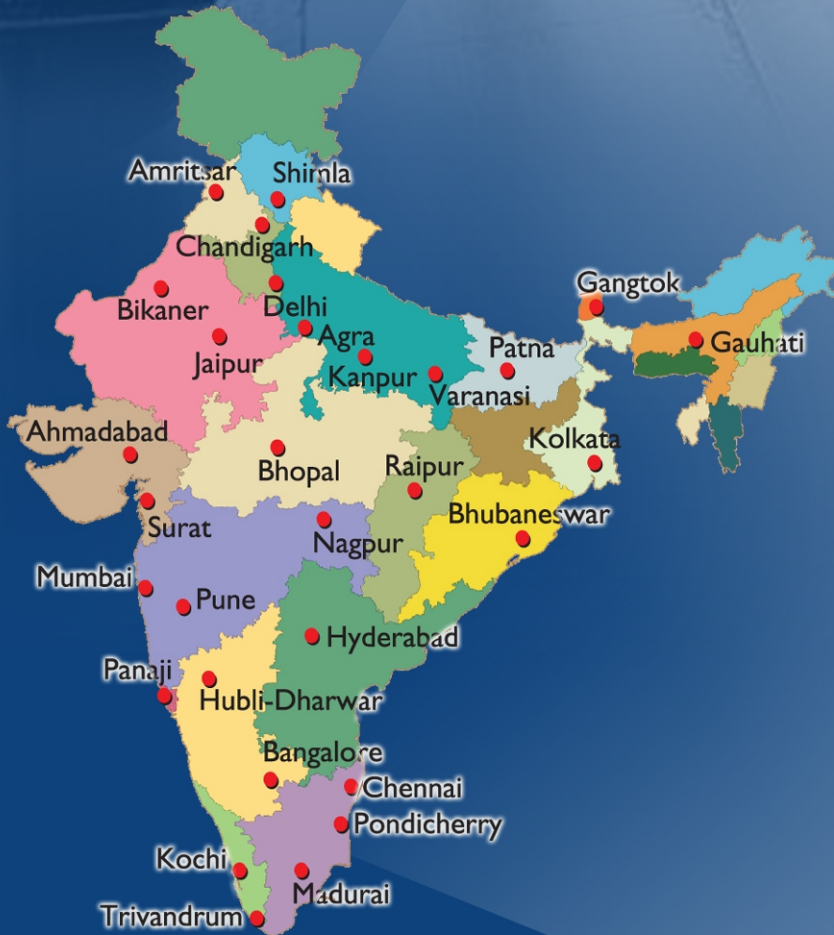 Amritsar
Shimla
Chandigarh
Bikaner
Delhi
Gangtok
Agra
Jaipur
Kanpur
Patna
Gauhati
Varanasi
Ahmadabad
Kolkata
Bhopal
Raipur
Surat
Bhubaneswar
Nagpur
Mumbai
Pune
Hyderabad
Panaji
Hubli-Dharwar
Bangalore
Chennai
Pondicherry
Kochi
Madurai
Trivandrum